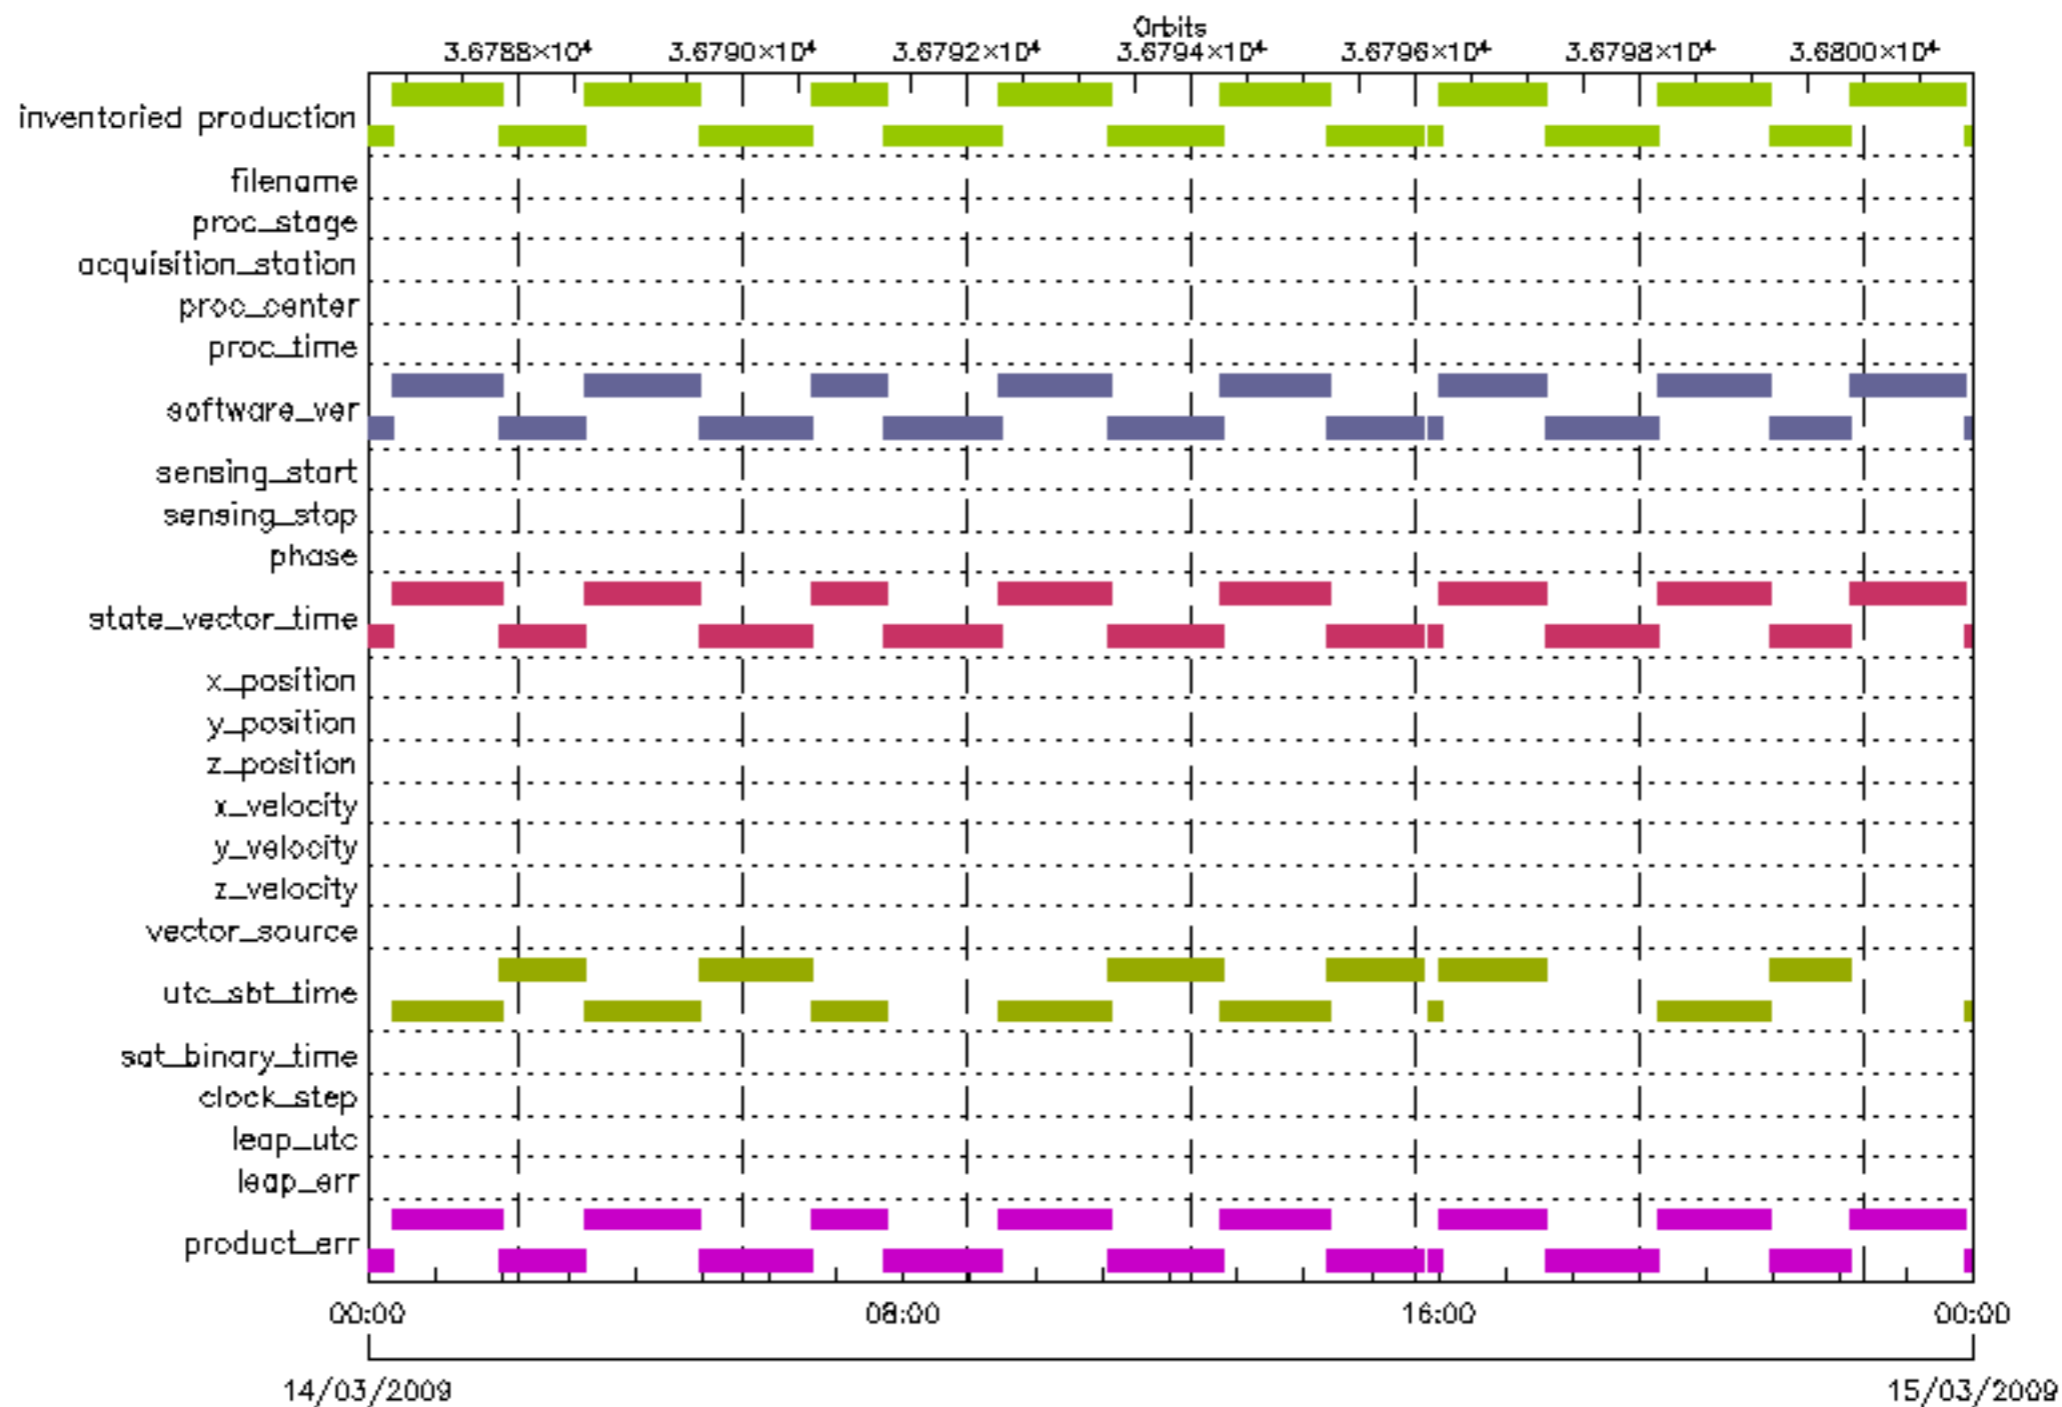 Orbits
3.6788×10⁴ 3.6790×10⁴ 3.6792×10⁴ 3.6794×10⁴ 3.6796×10⁴ 3.6798×10⁴ 3.6800×10⁴
inventoried production
filename
proc_stage
acquisition_station
proc_center
proc_time
software_ver
sensing_start
sensing_stop
phase
state_vector_time
x_position
y_position
z_position
x_velocity
y_velocity
z_velocity
vector_source
utc_sbt_time
sat_binary_time
clock_step
leap_utc
leap_err
product_err
00:00 08:00 16:00 00:00
14/03/2009 15/03/2009